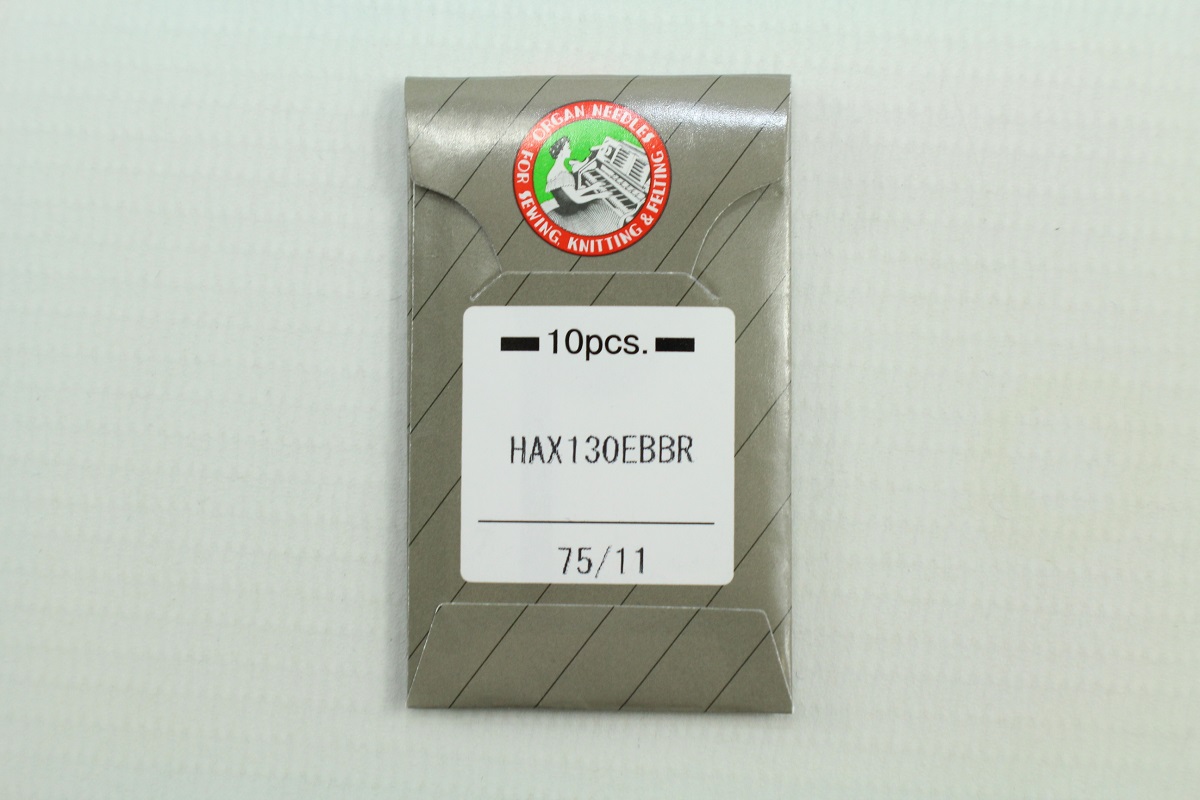 ORGAN NEEDLES
FOR SEWING, KNITTING & FELTING
10pcs.
HAX130EBBR
75/11